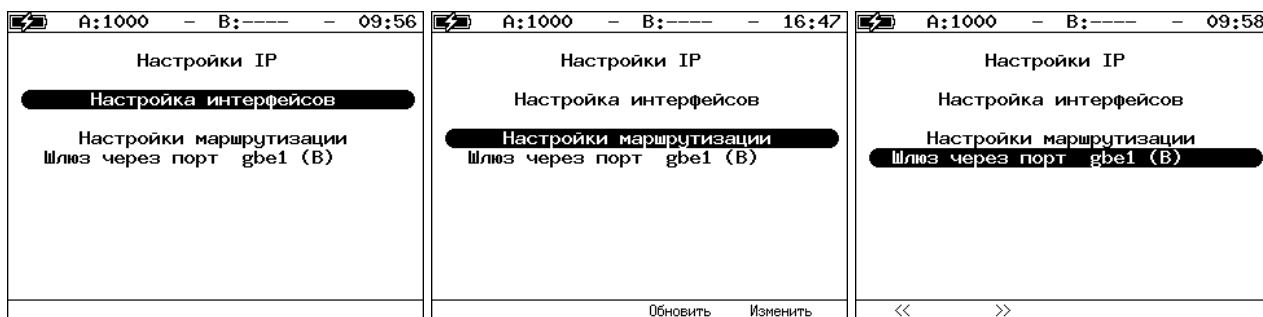 A:1000 – B:---- – 09:56
Настройки IP
Настройка интерфейсов
Настройки маршрутизации
Шлюз через порт gbe1 (B)
A:1000 – B:---- – 16:47
Настройки IP
Настройка интерфейсов
Настройки маршрутизации
Шлюз через порт gbe1 (B)
Обновить Изменить
A:1000 – B:---- – 09:58
Настройки IP
Настройка интерфейсов
Настройки маршрутизации
Шлюз через порт gbe1 (B)
<< >>